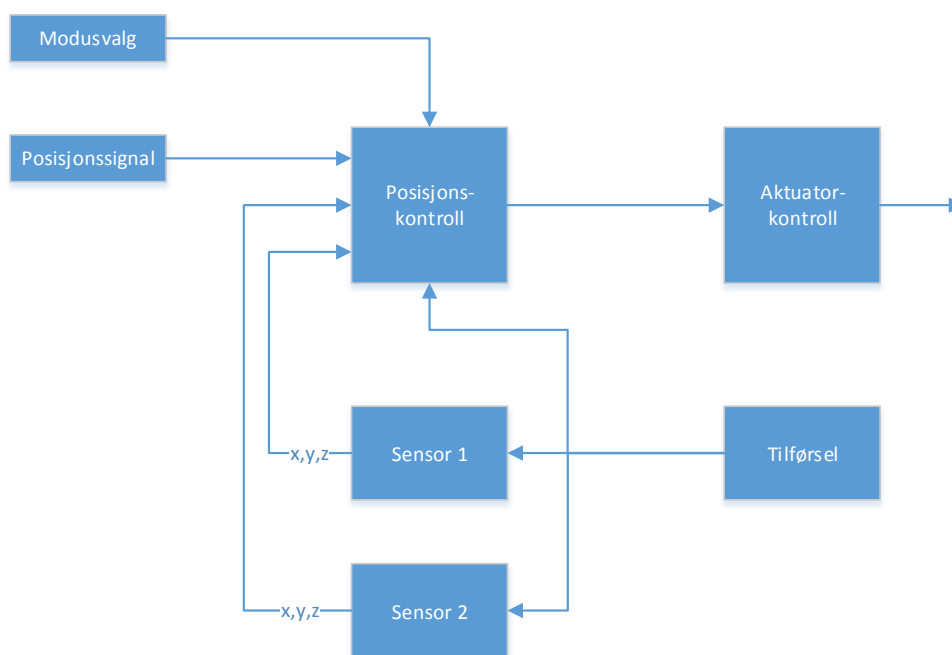 Modusvalg
Posisjonssignal
Posisjons-
kontroll
Aktuator-
kontroll
x,y,z
Sensor 1
Tilførsel
x,y,z
Sensor 2